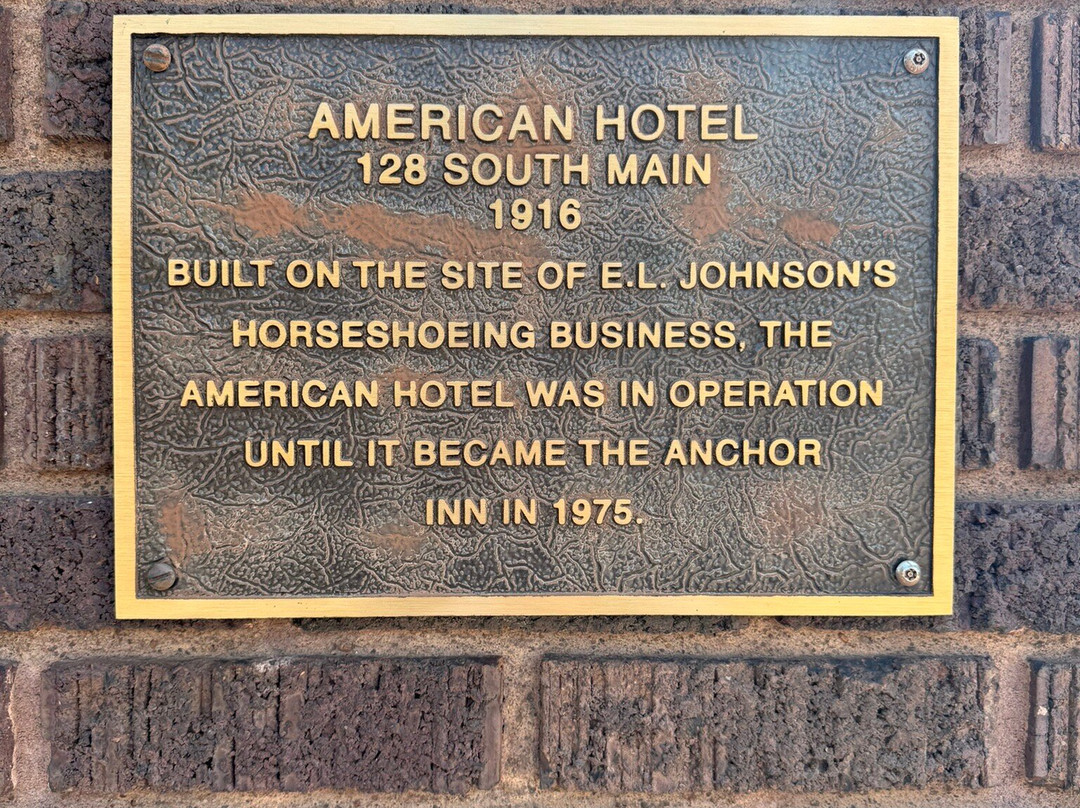 AMERICAN HOTEL
128 SOUTH MAIN
1916
BUILT ON THE SITE OF E.L. JOHNSON'S
HORSESHOEING BUSINESS, THE
AMERICAN HOTEL WAS IN OPERATION
UNTIL IT BECAME THE ANCHOR
INN IN 1975.